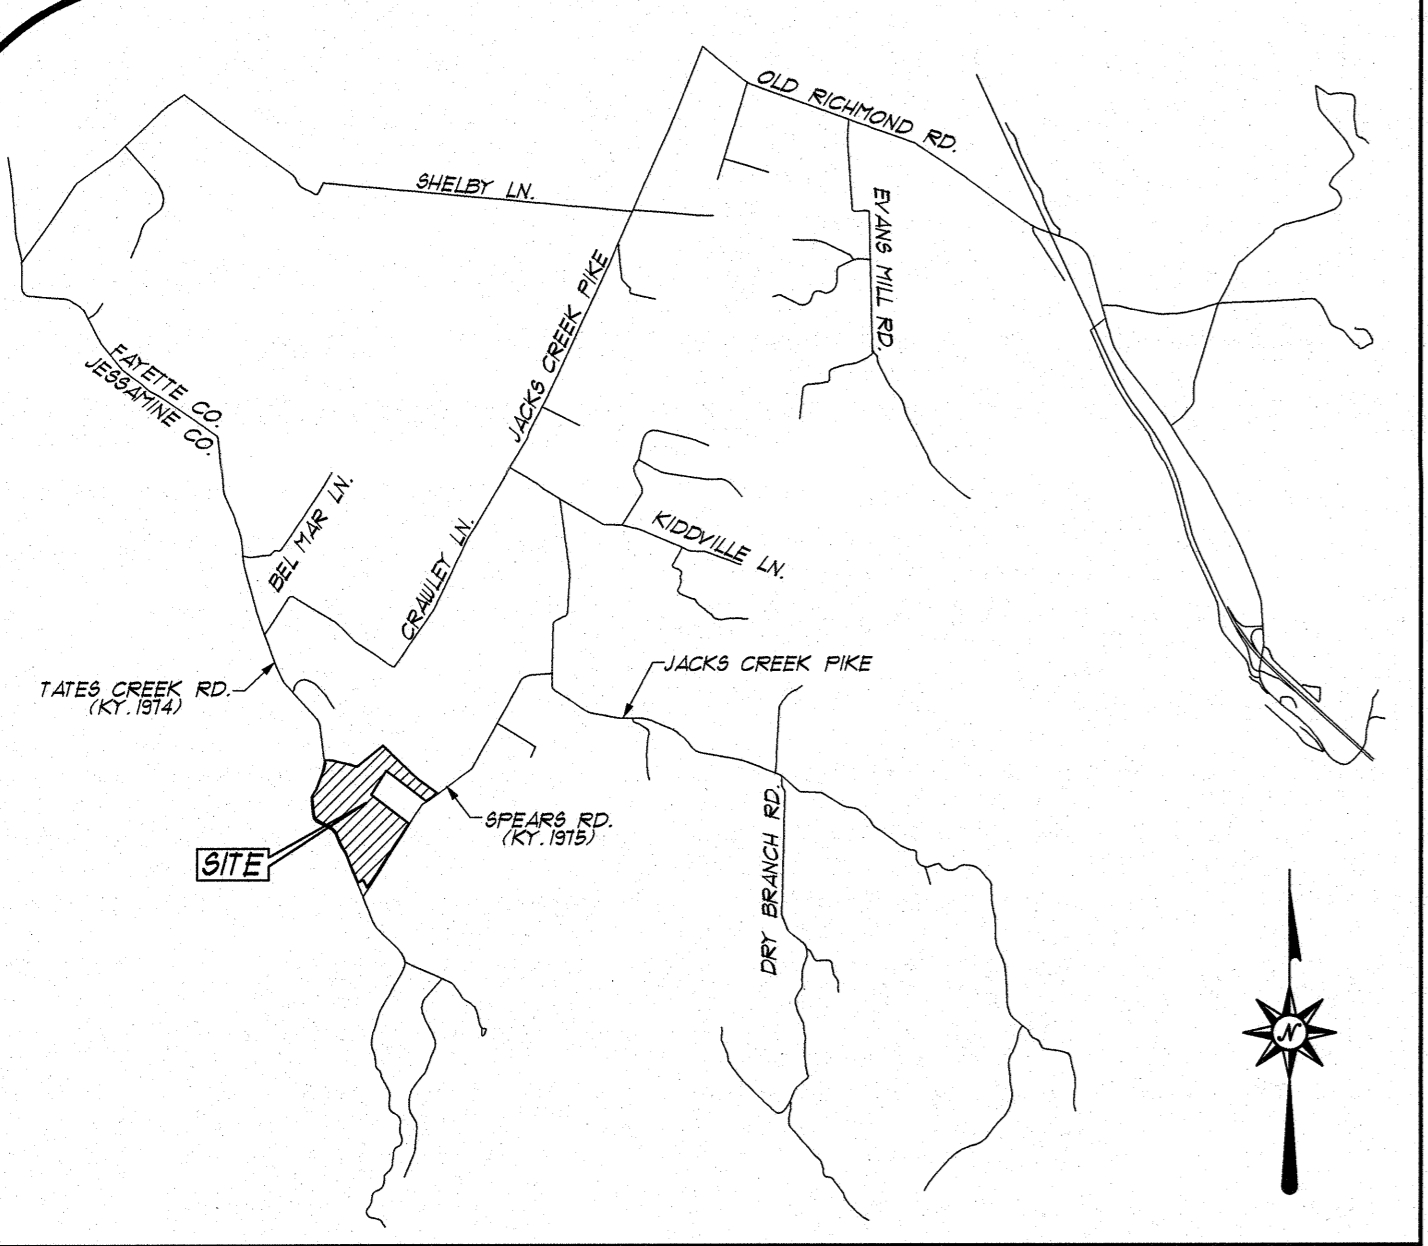 OLD RICHMOND RD.
SHELBY LN.
EVANS MILL RD.
JACKS CREEK PIKE
FAYETTE CO.
JESSAMINE CO.
BEL MAR LN.
CRAWLEY LN.
KIDDVILLE LN.
JACKS CREEK PIKE
TATES CREEK RD.
(KY. 1974)
SPEARS RD.
(KY. 1975)
SITE
DRY BRANCH RD.
N